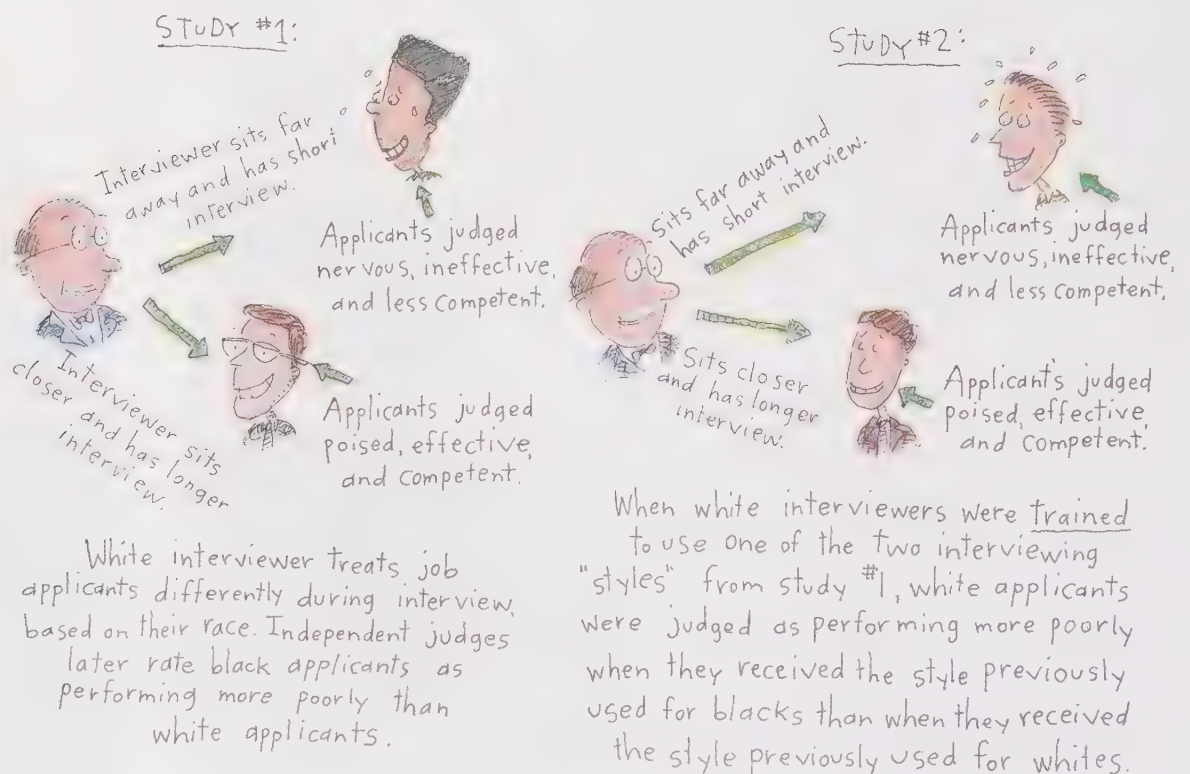 STUDY #1:
Interviewer sits far
away and has short
interview.
Applicants judged
nervous, ineffective,
and less competent.
Interviewer sits
closer and has longer
interview.
Applicants judged
poised, effective,
and competent.
White interviewer treats job
applicants differently during interview,
based on their race. Independent judges
later rate black applicants as
performing more poorly than
white applicants.
STUDY #2:
Sits far away and
has short interview.
Applicants judged
nervous, ineffective,
and less competent.
Sits closer
and has longer
interview.
Applicants judged
poised, effective,
and competent.
When white interviewers were trained
to use one of the two interviewing
"styles" from study #1, white applicants
were judged as performing more poorly
when they received the style previously
used for blacks than when they received
the style previously used for whites.